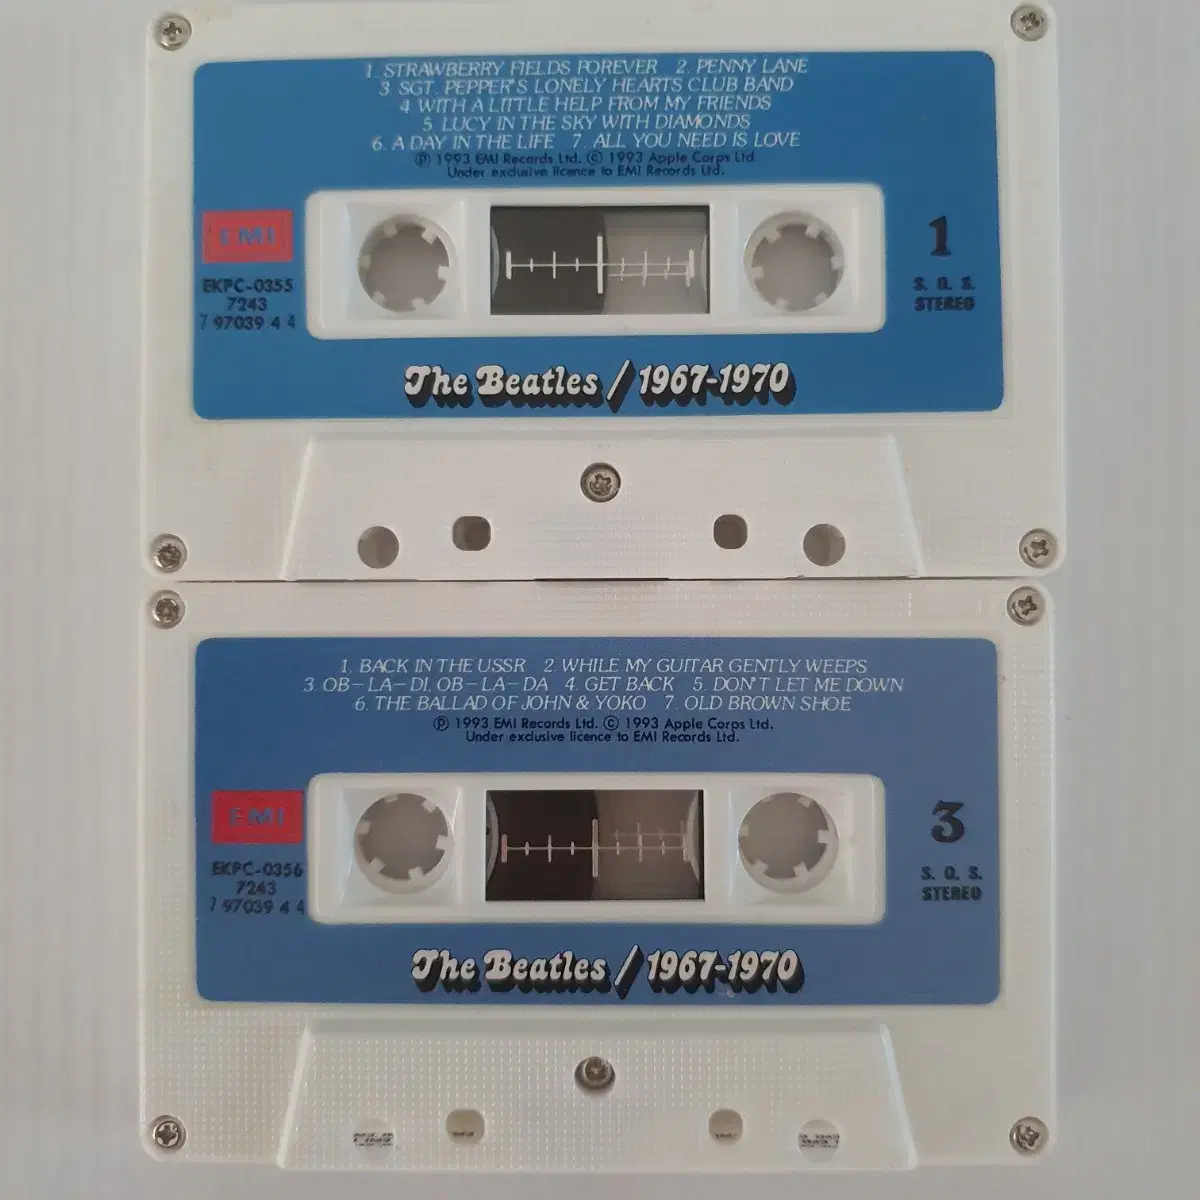 1. STRAWBERRY FIELDS FOREVER 2. PENNY LANE
3. SGT. PEPPER'S LONELY HEARTS CLUB BAND
4. WITH A LITTLE HELP FROM MY FRIENDS
5. LUCY IN THE SKY WITH DIAMONDS
6. A DAY IN THE LIFE 7. ALL YOU NEED IS LOVE
℗ 1993 EMI Records Ltd. © 1993 Apple Corps Ltd.
Under exclusive licence to EMI Records Ltd.
EMI
EKPC-0355
7243
7 97039 4 4
1
S. Q. S.
STEREO
The Beatles / 1967-1970
1. BACK IN THE USSR 2. WHILE MY GUITAR GENTLY WEEPS
3. OB-LA-DI, OB-LA-DA 4. GET BACK 5. DON'T LET ME DOWN
6. THE BALLAD OF JOHN & YOKO 7. OLD BROWN SHOE
℗ 1993 EMI Records Ltd. © 1993 Apple Corps Ltd.
Under exclusive licence to EMI Records Ltd.
EMI
EKPC-0356
7243
7 97039 4 4
3
S. Q. S.
STEREO
The Beatles / 1967-1970